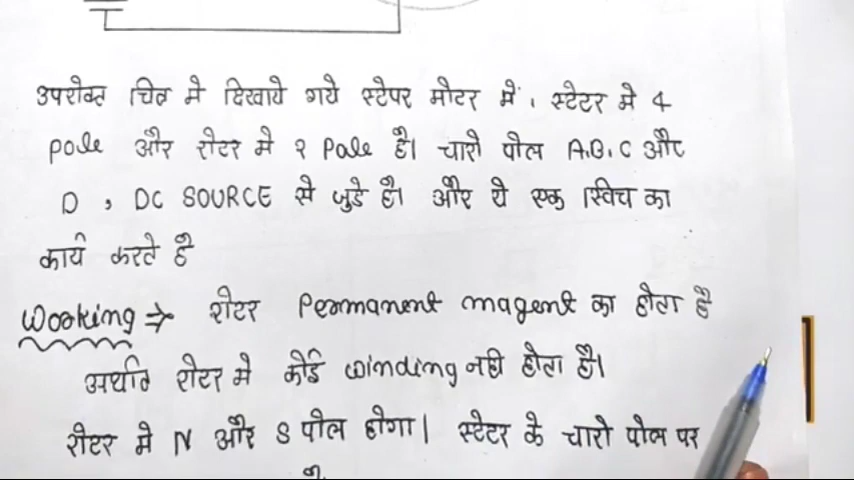 उपरोक्त चित्र मे दिखाये गये स्टेपर मोटर में, स्टेटर मे 4
pole और रोटर मे २ Pole है। चारो पोल A.B.C और
D , DC SOURCE से जुडे है। और ये एक स्विच का
कार्य करते है
Working ⇒ रोटर Permanent magent का होता है
अर्थात रोटर मे कोई winding नही होता है।
रोटर मे N और S पोल होगा। स्टेटर के चारो पोल पर